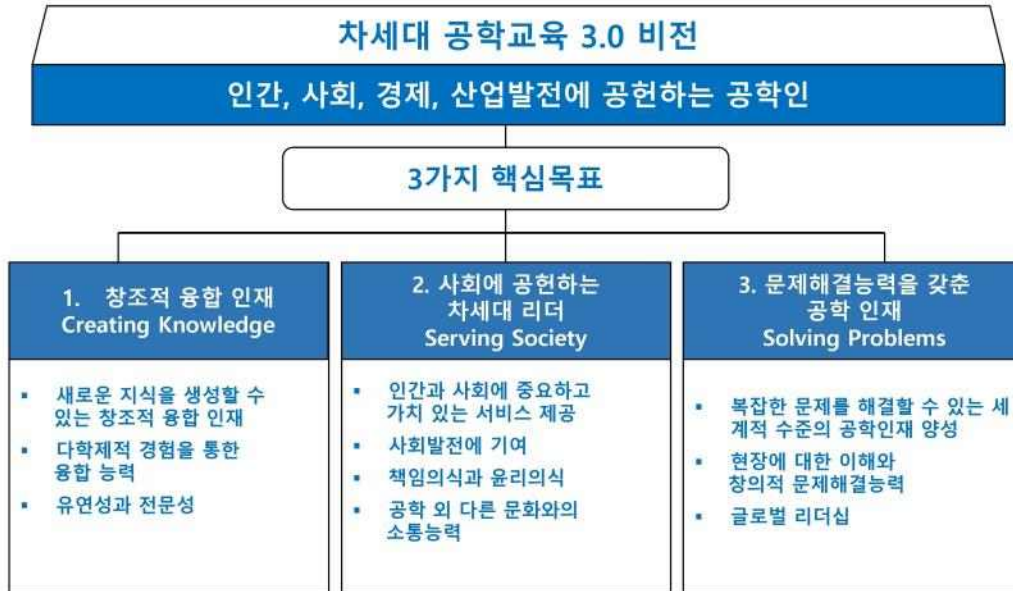 차세대 공학교육 3.0 비전
인간, 사회, 경제, 산업발전에 공헌하는 공학인
3가지 핵심목표
1. 창조적 융합 인재
Creating Knowledge
▪ 새로운 지식을 생성할 수
있는 창조적 융합 인재
▪ 다학제적 경험을 통한
융합 능력
▪ 유연성과 전문성
2. 사회에 공헌하는
차세대 리더
Serving Society
▪ 인간과 사회에 중요하고
가치 있는 서비스 제공
▪ 사회발전에 기여
▪ 책임의식과 윤리의식
▪ 공학 외 다른 문화와의
소통능력
3. 문제해결능력을 갖춘
공학 인재
Solving Problems
▪ 복잡한 문제를 해결할 수 있는 세
계적 수준의 공학인재 양성
▪ 현장에 대한 이해와
창의적 문제해결능력
▪ 글로벌 리더십